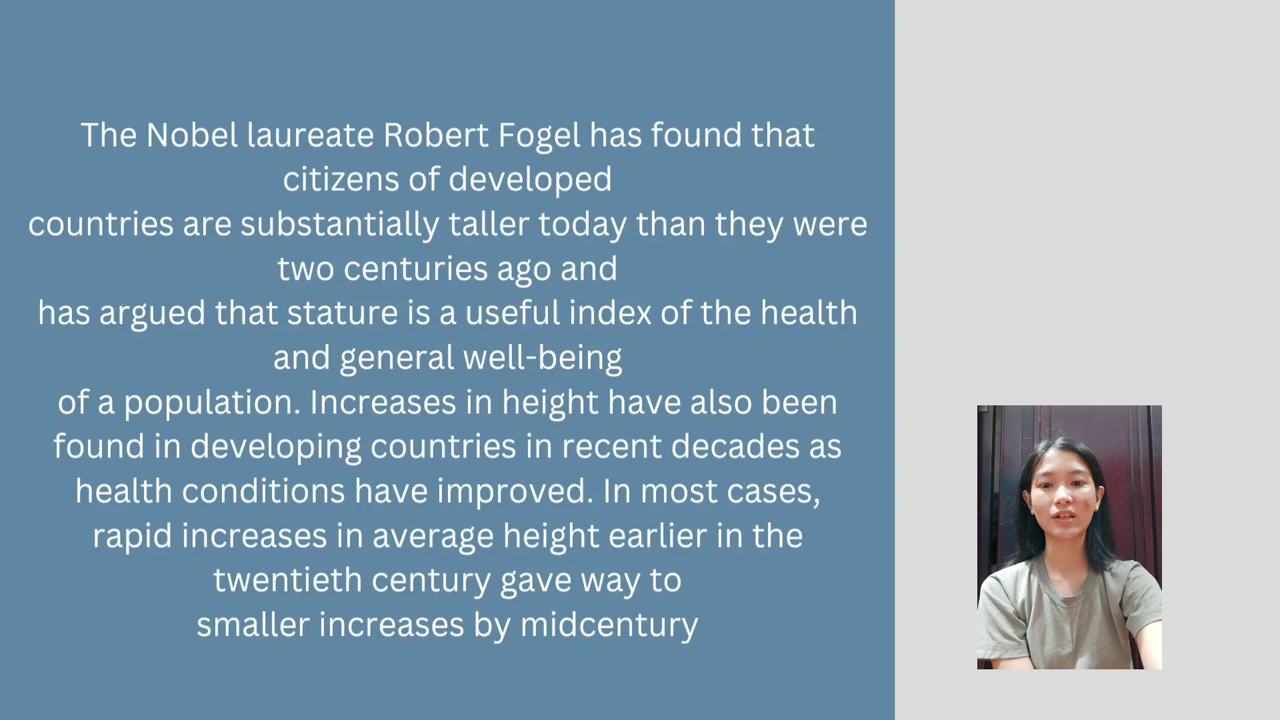 The Nobel laureate Robert Fogel has found that
citizens of developed
countries are substantially taller today than they were
two centuries ago and
has argued that stature is a useful index of the health
and general well-being
of a population. Increases in height have also been
found in developing countries in recent decades as
health conditions have improved. In most cases,
rapid increases in average height earlier in the
twentieth century gave way to
smaller increases by midcentury